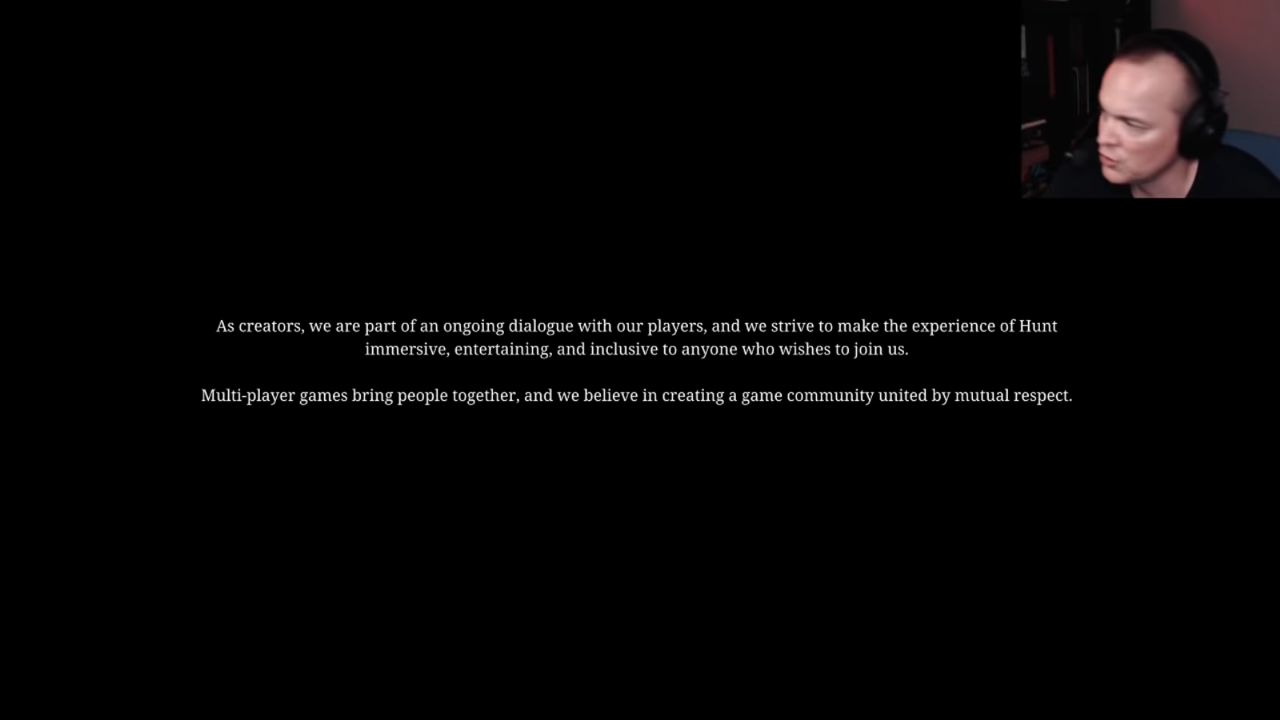 As creators, we are part of an ongoing dialogue with our players, and we strive to make the experience of Hunt
immersive, entertaining, and inclusive to anyone who wishes to join us.
Multi-player games bring people together, and we believe in creating a game community united by mutual respect.